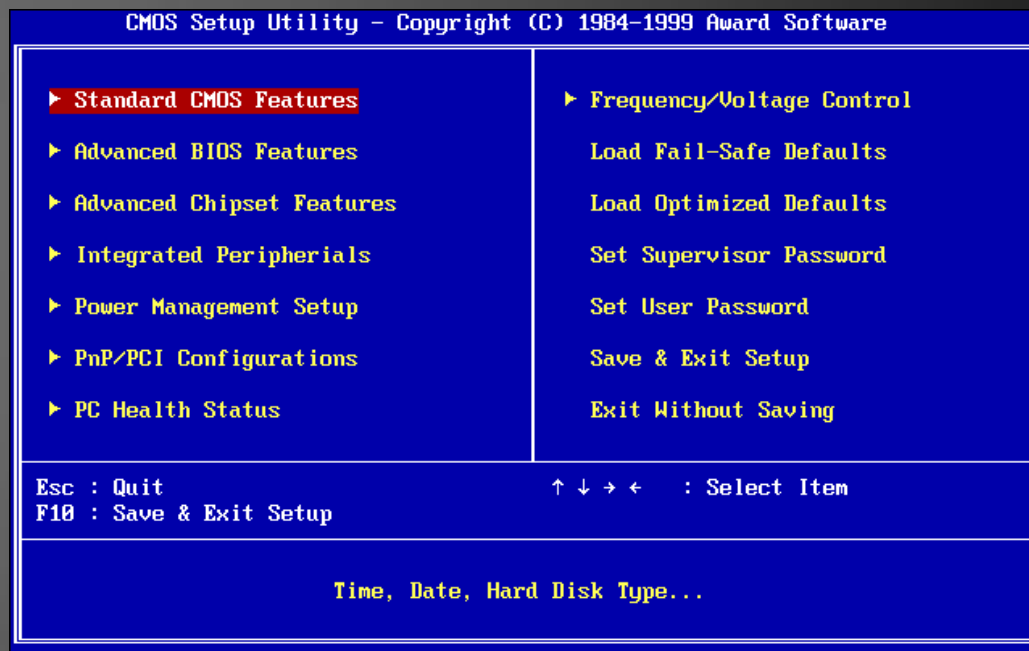 CMOS Setup Utility – Copyright (C) 1984–1999 Award Software
▶ Standard CMOS Features
▶ Advanced BIOS Features
▶ Advanced Chipset Features
▶ Integrated Peripherials
▶ Power Management Setup
▶ PnP/PCI Configurations
▶ PC Health Status
▶ Frequency/Voltage Control
Load Fail–Safe Defaults
Load Optimized Defaults
Set Supervisor Password
Set User Password
Save & Exit Setup
Exit Without Saving
Esc : Quit
F10 : Save & Exit Setup
↑ ↓ → ← : Select Item
Time, Date, Hard Disk Type...